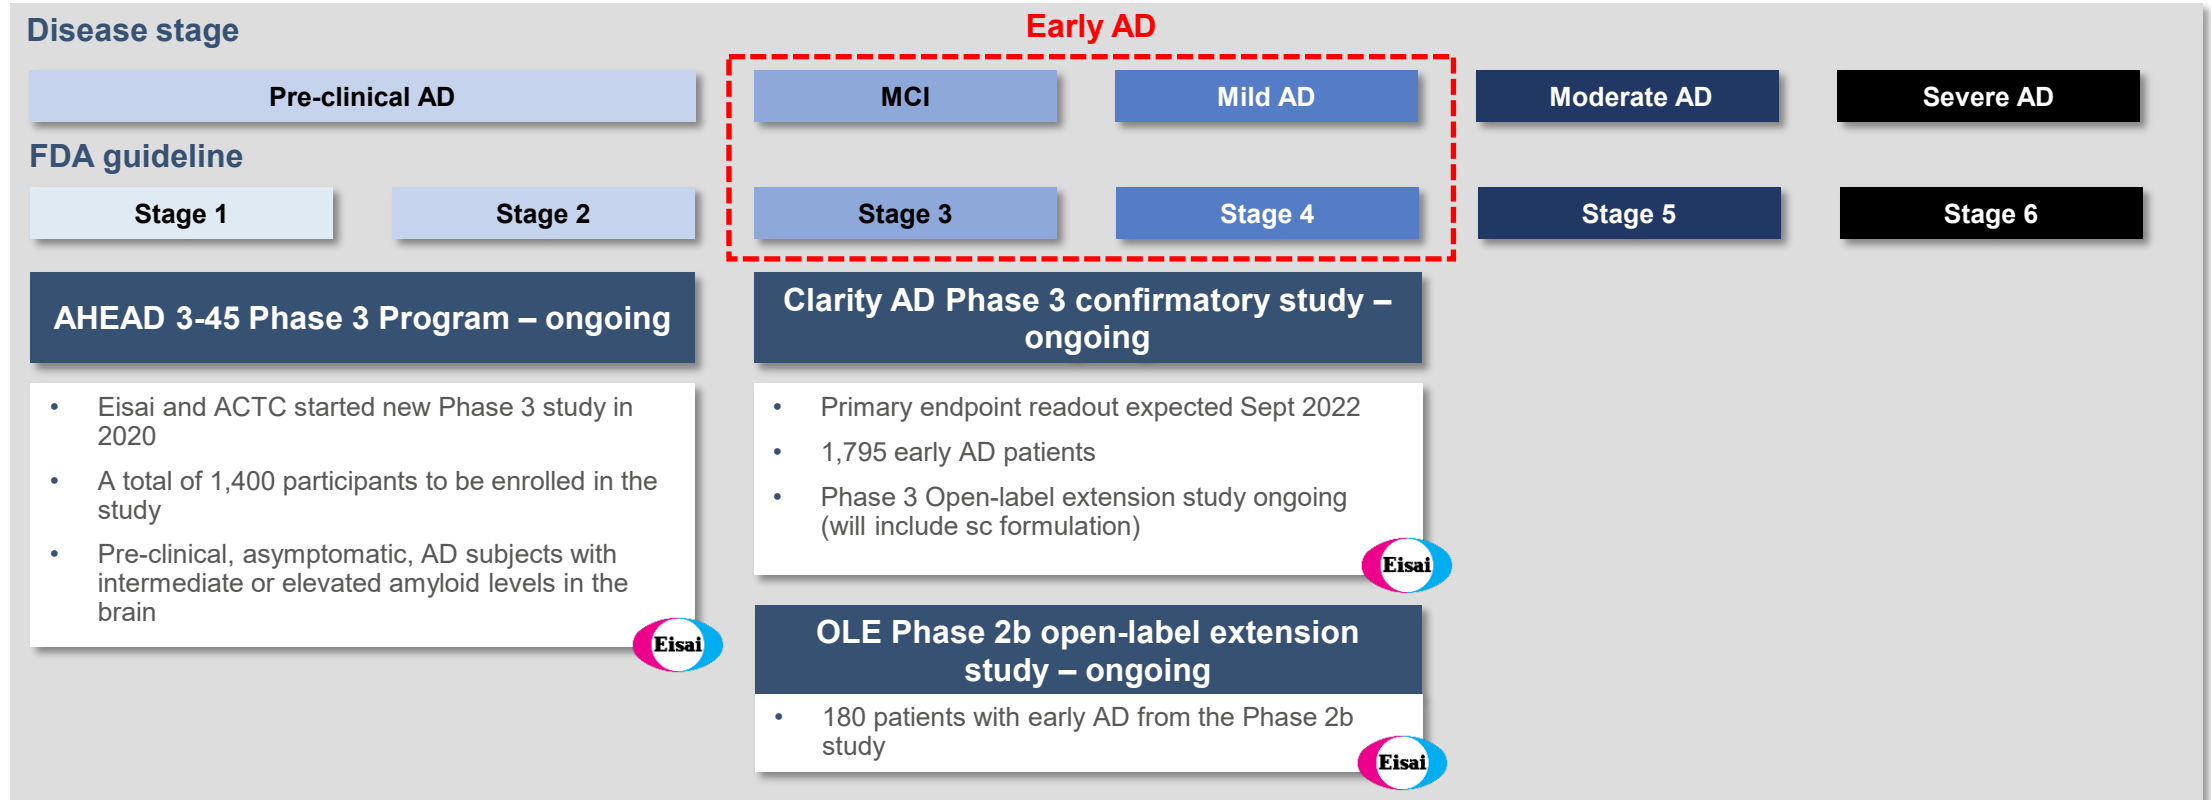 Disease stage
Early AD
Pre-clinical AD
MCI
Mild AD
Moderate AD
Severe AD
FDA guideline
Stage 1
Stage 2
Stage 3
Stage 4
Stage 5
Stage 6
AHEAD 3-45 Phase 3 Program – ongoing
• Eisai and ACTC started new Phase 3 study in
2020
• A total of 1,400 participants to be enrolled in the
study
• Pre-clinical, asymptomatic, AD subjects with
intermediate or elevated amyloid levels in the
brain
Eisai
Clarity AD Phase 3 confirmatory study –
ongoing
• Primary endpoint readout expected Sept 2022
• 1,795 early AD patients
• Phase 3 Open-label extension study ongoing
(will include sc formulation)
Eisai
OLE Phase 2b open-label extension
study – ongoing
• 180 patients with early AD from the Phase 2b
study
Eisai